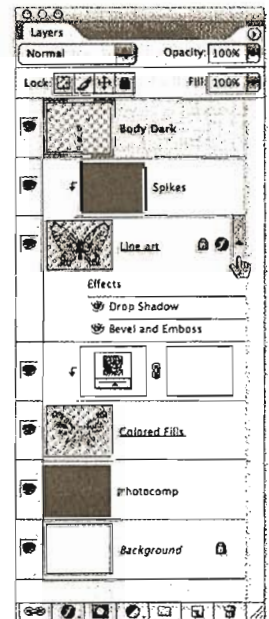 Layers
Normal Opacity: 100%
Lock: Fill: 100%
Body Dark
Spikes
Line art
Effects
Drop Shadow
Bevel and Emboss
Colored Fills
Photocomp
Background